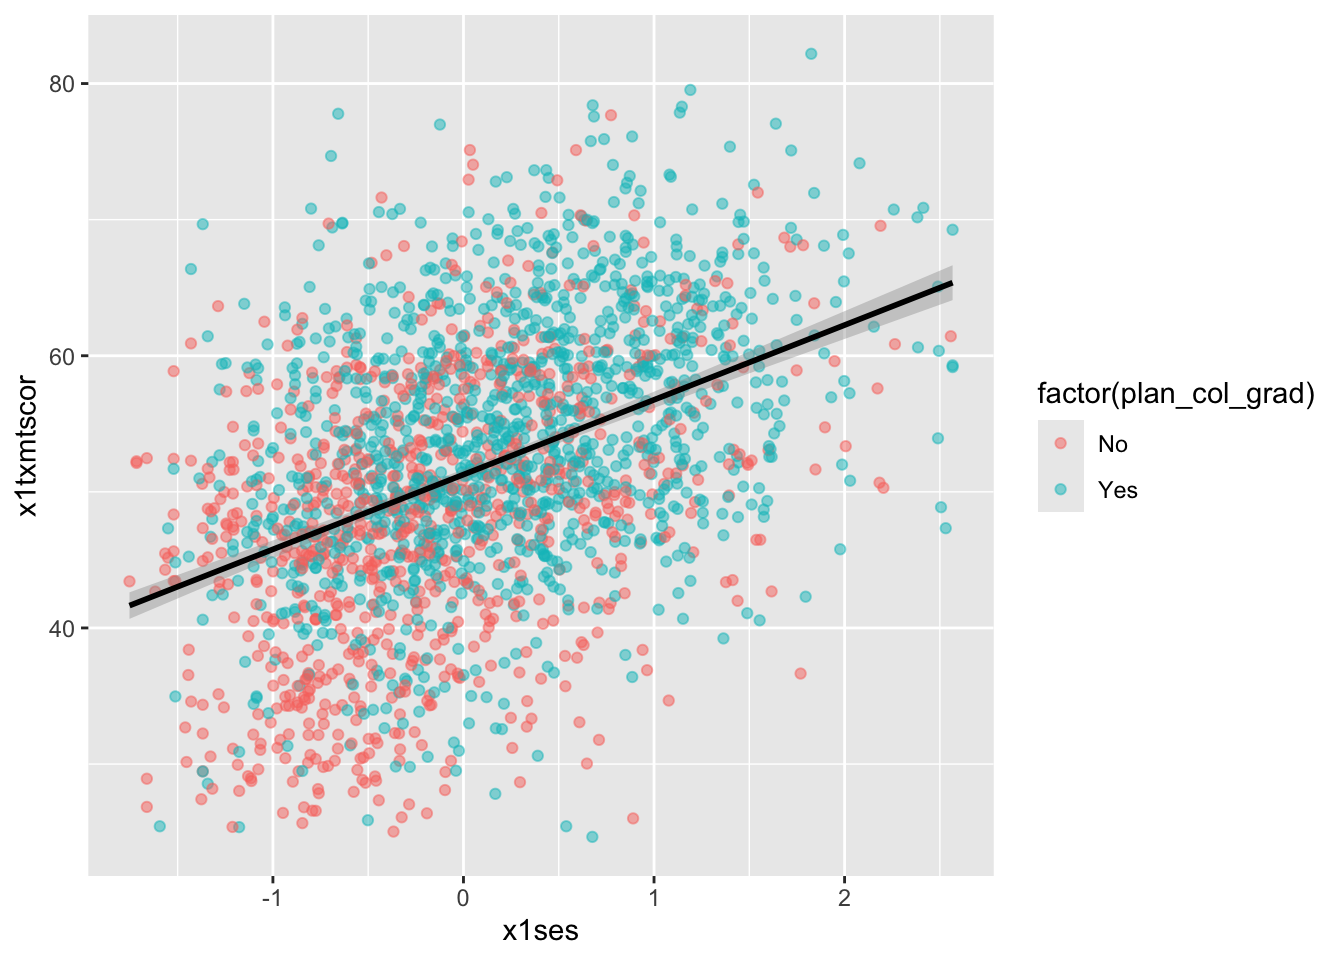 80
60
40
-1
0
1
2
x1txmtscor
x1ses
factor(plan_col_grad)
No
Yes